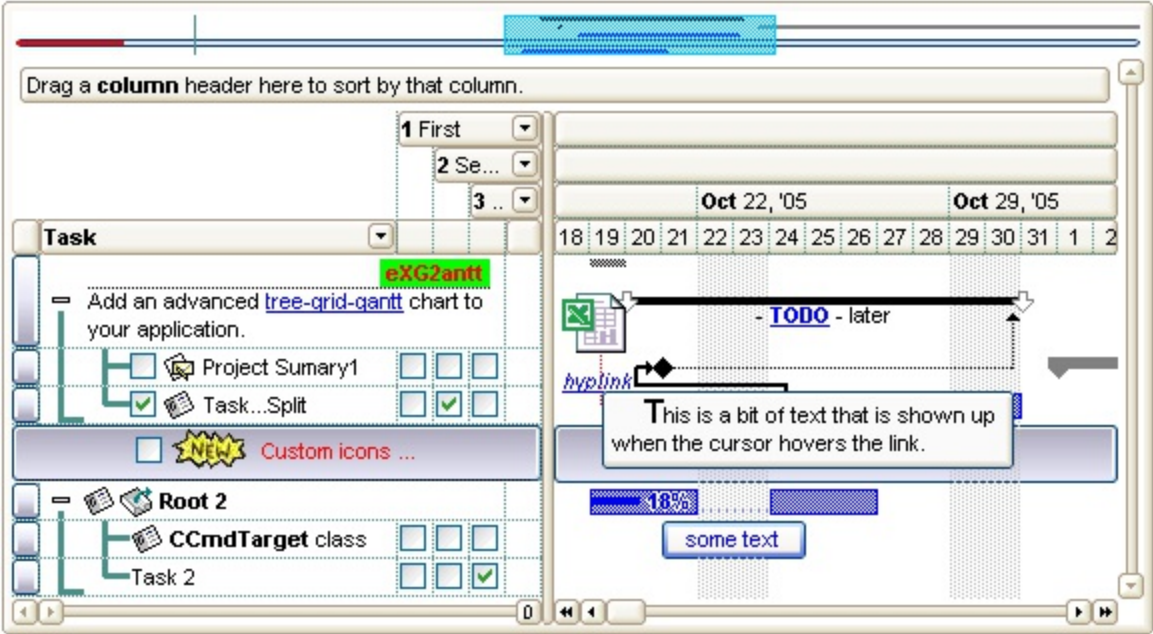 Drag a column header here to sort by that column.
1 First
2 Se...
3 ..
Oct 22, '05 Oct 29, '05
Task
18 19 20 21 22 23 24 25 26 27 28 29 30 31 1 2
eXG2antt
Add an advanced tree-grid-gantt chart to
your application.
- TODO - later
Project Sumary1
hyplink
Task...Split
This is a bit of text that is shown up
when the cursor hovers the link.
NEW Custom icons ...
Root 2
18%
CCmdTarget class
some text
Task 2
0